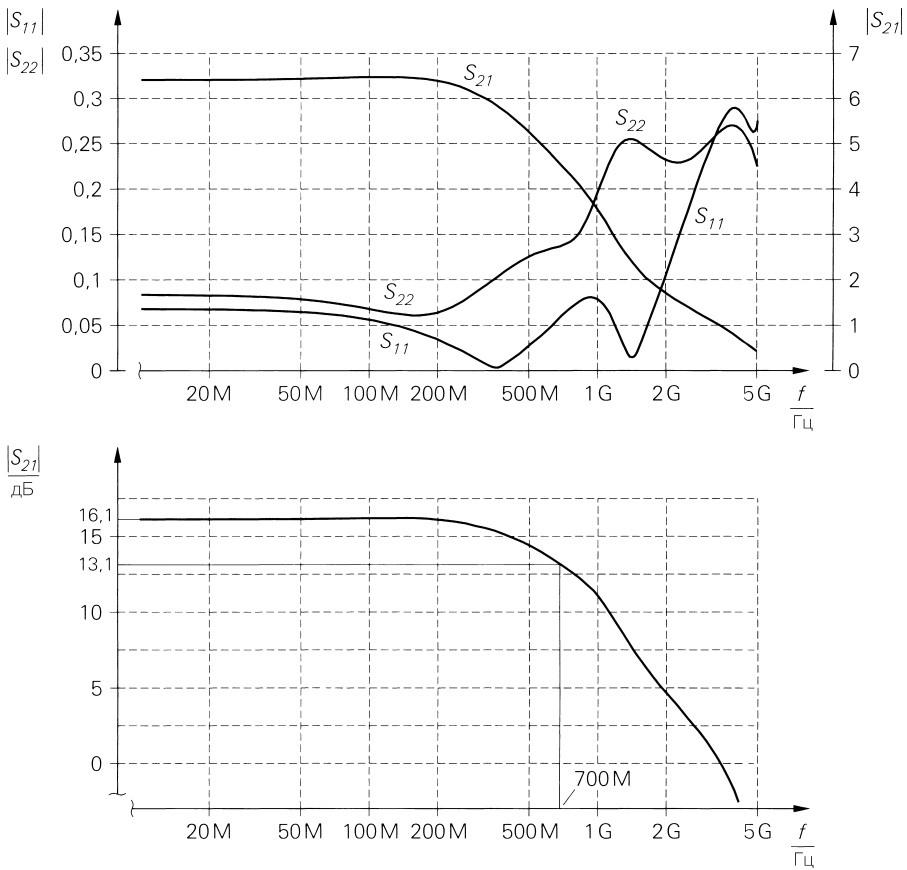 |S11| |S21|
|S22|
0,35 7
0,3 6
0,25 5
0,2 4
0,15 3
0,1 2
0,05 1
0 0
S21
S22
S11
S22
S11
20M 50M 100M 200M 500M 1G 2G 5G f
Гц
|S21|
дБ
16,1
15
13,1
10
5
0
700M
20M 50M 100M 200M 500M 1G 2G 5G f
Гц